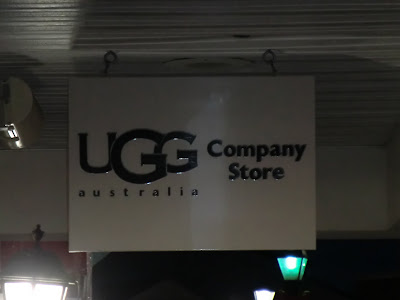 UGG
australia
Company
Store